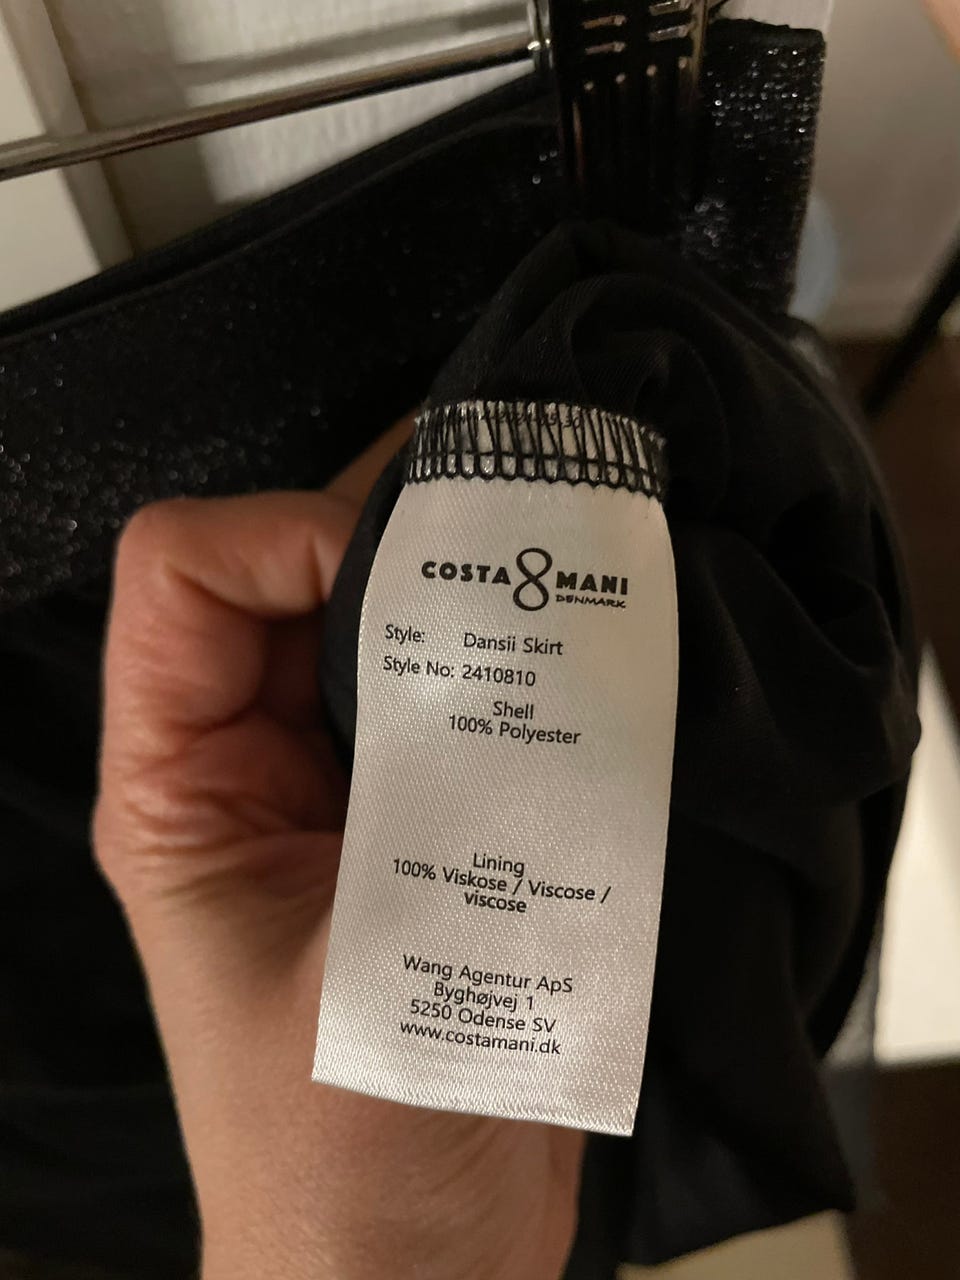 COSTA MANI
DENMARK
Style: Dansii Skirt
Style No: 2410810
Shell
100% Polyester
Lining
100% Viskose / Viscose /
viscose
Wang Agentur ApS
Byghøjvej 1
5250 Odense SV
www.costamani.dk